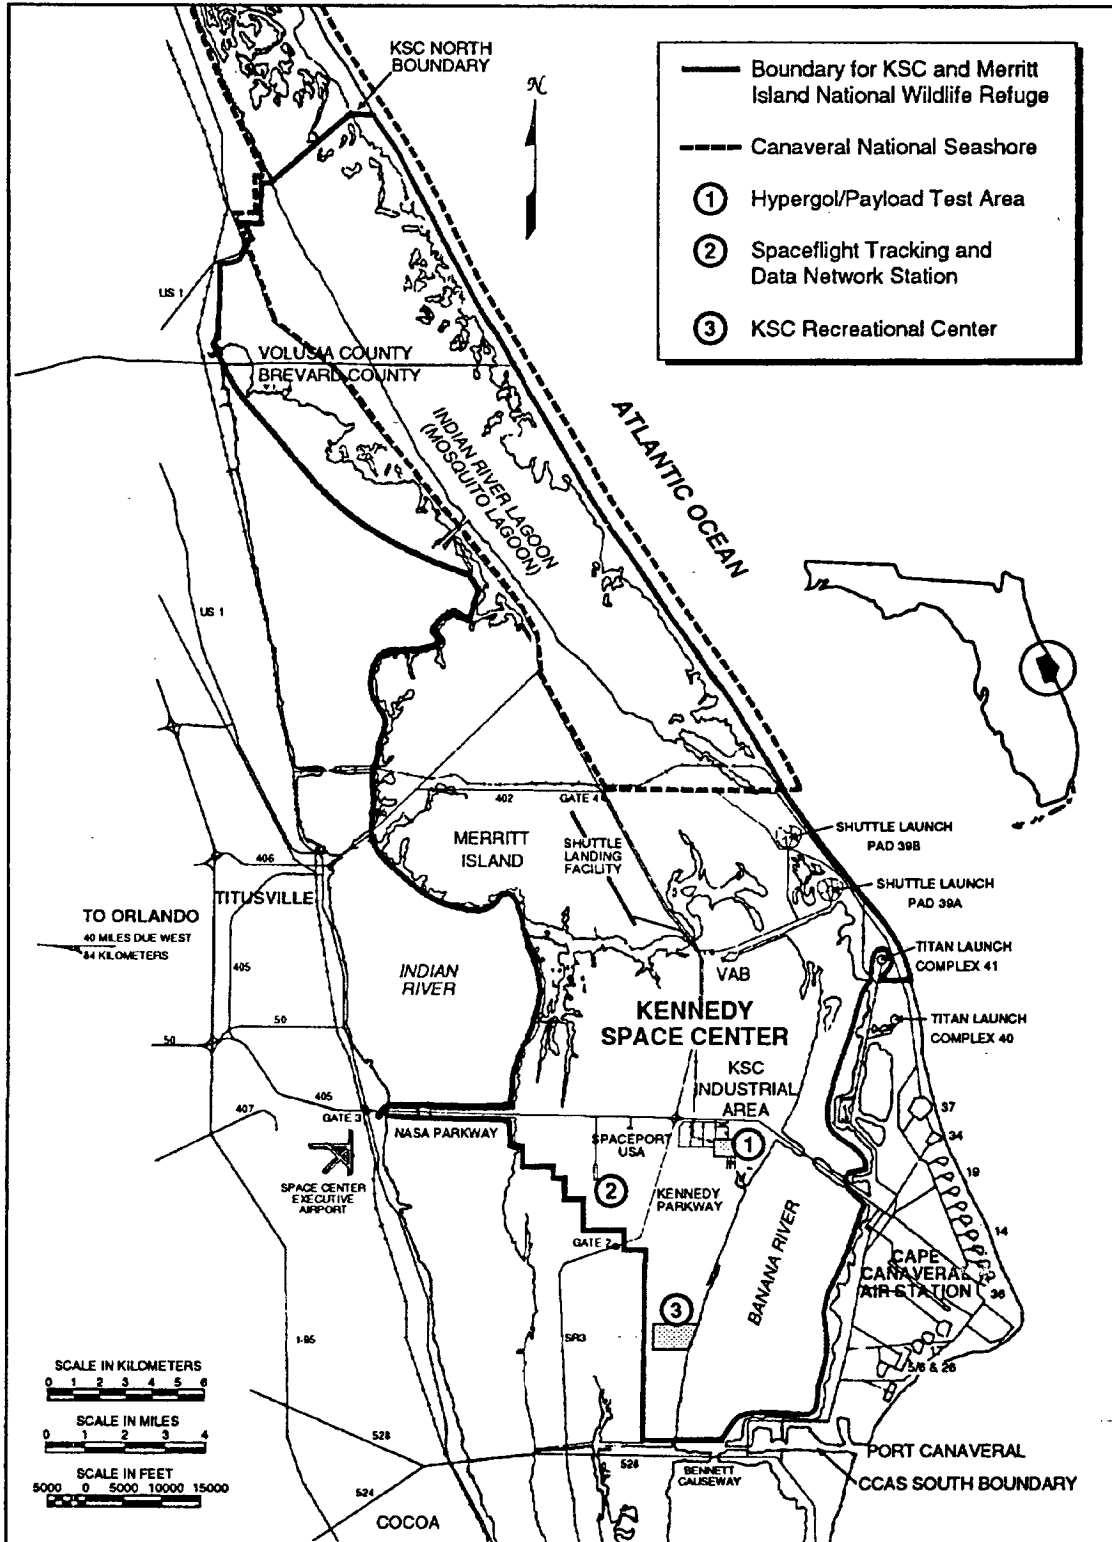 KSC NORTH
BOUNDARY
N
Boundary for KSC and Merritt
Island National Wildlife Refuge
Canaveral National Seashore
1 Hypergol/Payload Test Area
2 Spaceflight Tracking and
Data Network Station
3 KSC Recreational Center
US 1
VOLUSIA COUNTY
BREVARD COUNTY
INDIAN RIVER LAGOON
(MOSQUITO LAGOON)
ATLANTIC OCEAN
US 1
402
GATE 4
MERRITT
ISLAND
SHUTTLE
LANDING
FACILITY
SHUTTLE LAUNCH
PAD 39B
SHUTTLE LAUNCH
PAD 39A
406
TITUSVILLE
TO ORLANDO
40 MILES DUE WEST
84 KILOMETERS
405
INDIAN
RIVER
VAB
TITAN LAUNCH
COMPLEX 41
KENNEDY
SPACE CENTER
TITAN LAUNCH
COMPLEX 40
50
50
KSC
INDUSTRIAL
AREA
405
407
GATE 3
NASA PARKWAY
SPACEPORT
USA
1
37
34
19
SPACE CENTER
EXECUTIVE
AIRPORT
2
KENNEDY
PARKWAY
BANANA RIVER
14
GATE 2
CAPE
CANAVERAL
AIR STATION
36
3
I-95
SR3
17
5/6 & 26
SCALE IN KILOMETERS
0 1 2 3 4 5 6
SCALE IN MILES
0 1 2 3 4
SCALE IN FEET
5000 0 5000 10000 15000
528
528
524
BENNETT
CAUSEWAY
PORT CANAVERAL
CCAS SOUTH BOUNDARY
COCOA